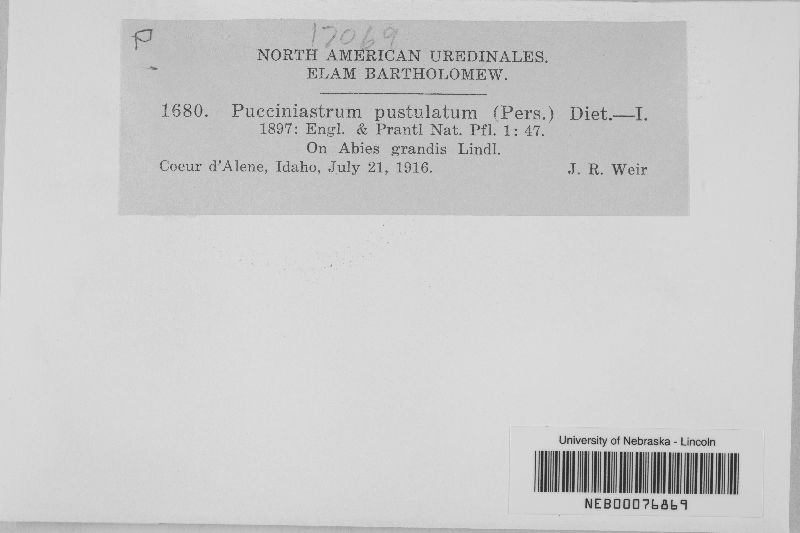 P
17069
NORTH AMERICAN UREDINALES.
ELAM BARTHOLOMEW.
1680. Pucciniastrum pustulatum (Pers.) Diet.—I.
1897: Engl. & Prantl Nat. Pfl. 1: 47.
On Abies grandis Lindl.
Coeur d'Alene, Idaho, July 21, 1916. J. R. Weir
University of Nebraska - Lincoln
NEB00076869